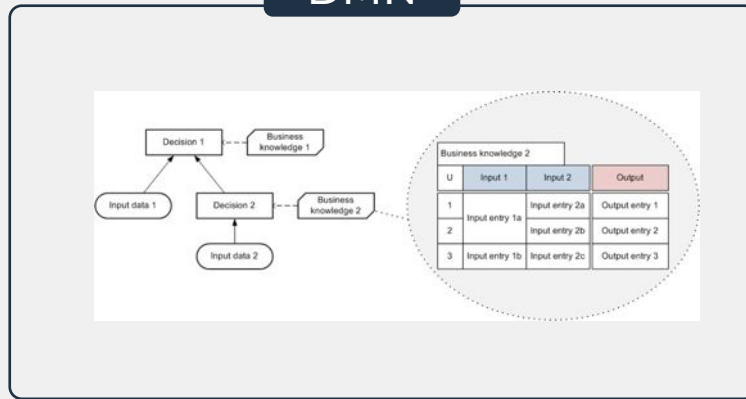 DMN
Decision 1
Business
knowledge 1
Input data 1
Decision 2
Business
knowledge 2
Input data 2
Business knowledge 2
U Input 1 Input 2 Output
1 Input entry 1a Input entry 2a Output entry 1
2 Input entry 2b Output entry 2
3 Input entry 1b Input entry 2c Output entry 3